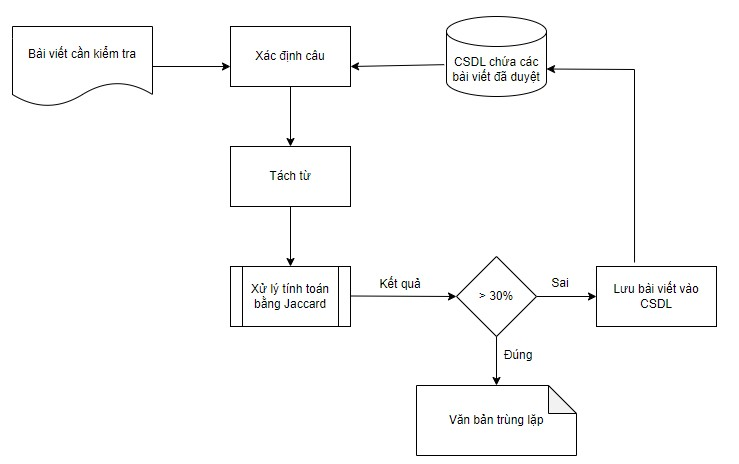 Bài viết cần kiểm tra
Xác định câu
CSDL chứa các
bài viết đã duyệt
Tách từ
Xử lý tính toán
bằng Jaccard
Kết quả
> 30%
Sai
Lưu bài viết vào
CSDL
Đúng
Văn bản trùng lặp